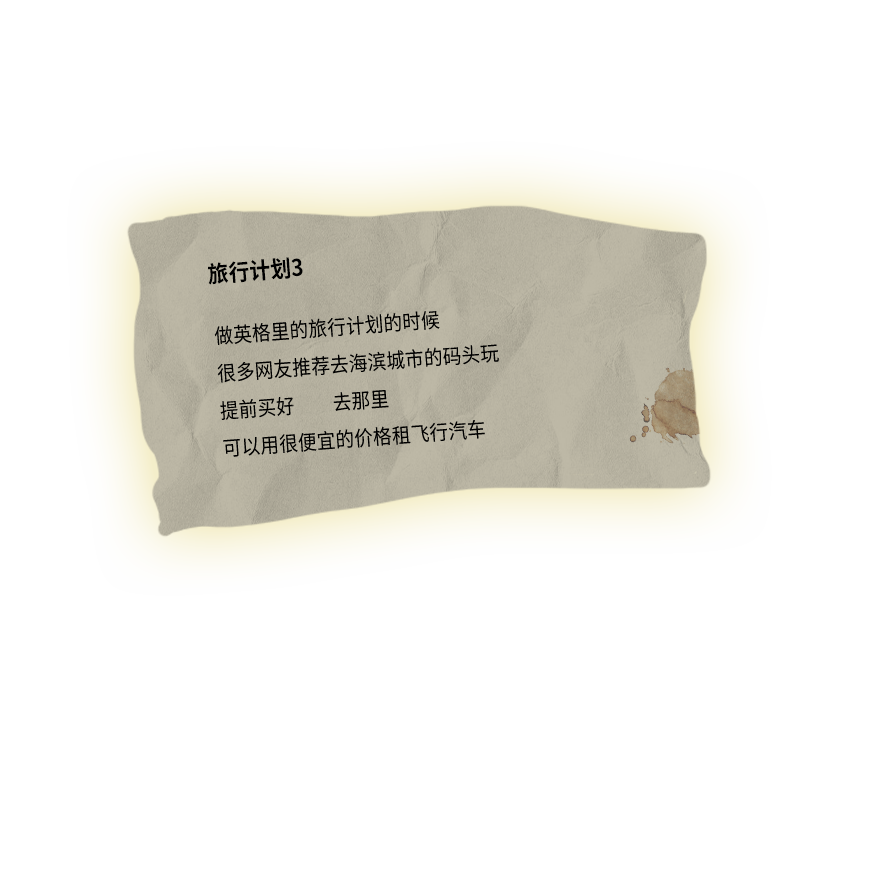 旅行计划3
做英格里的旅行计划的时候
很多网友推荐去海滨城市的码头玩
提前买好　　去那里
可以用很便宜的价格租飞行汽车